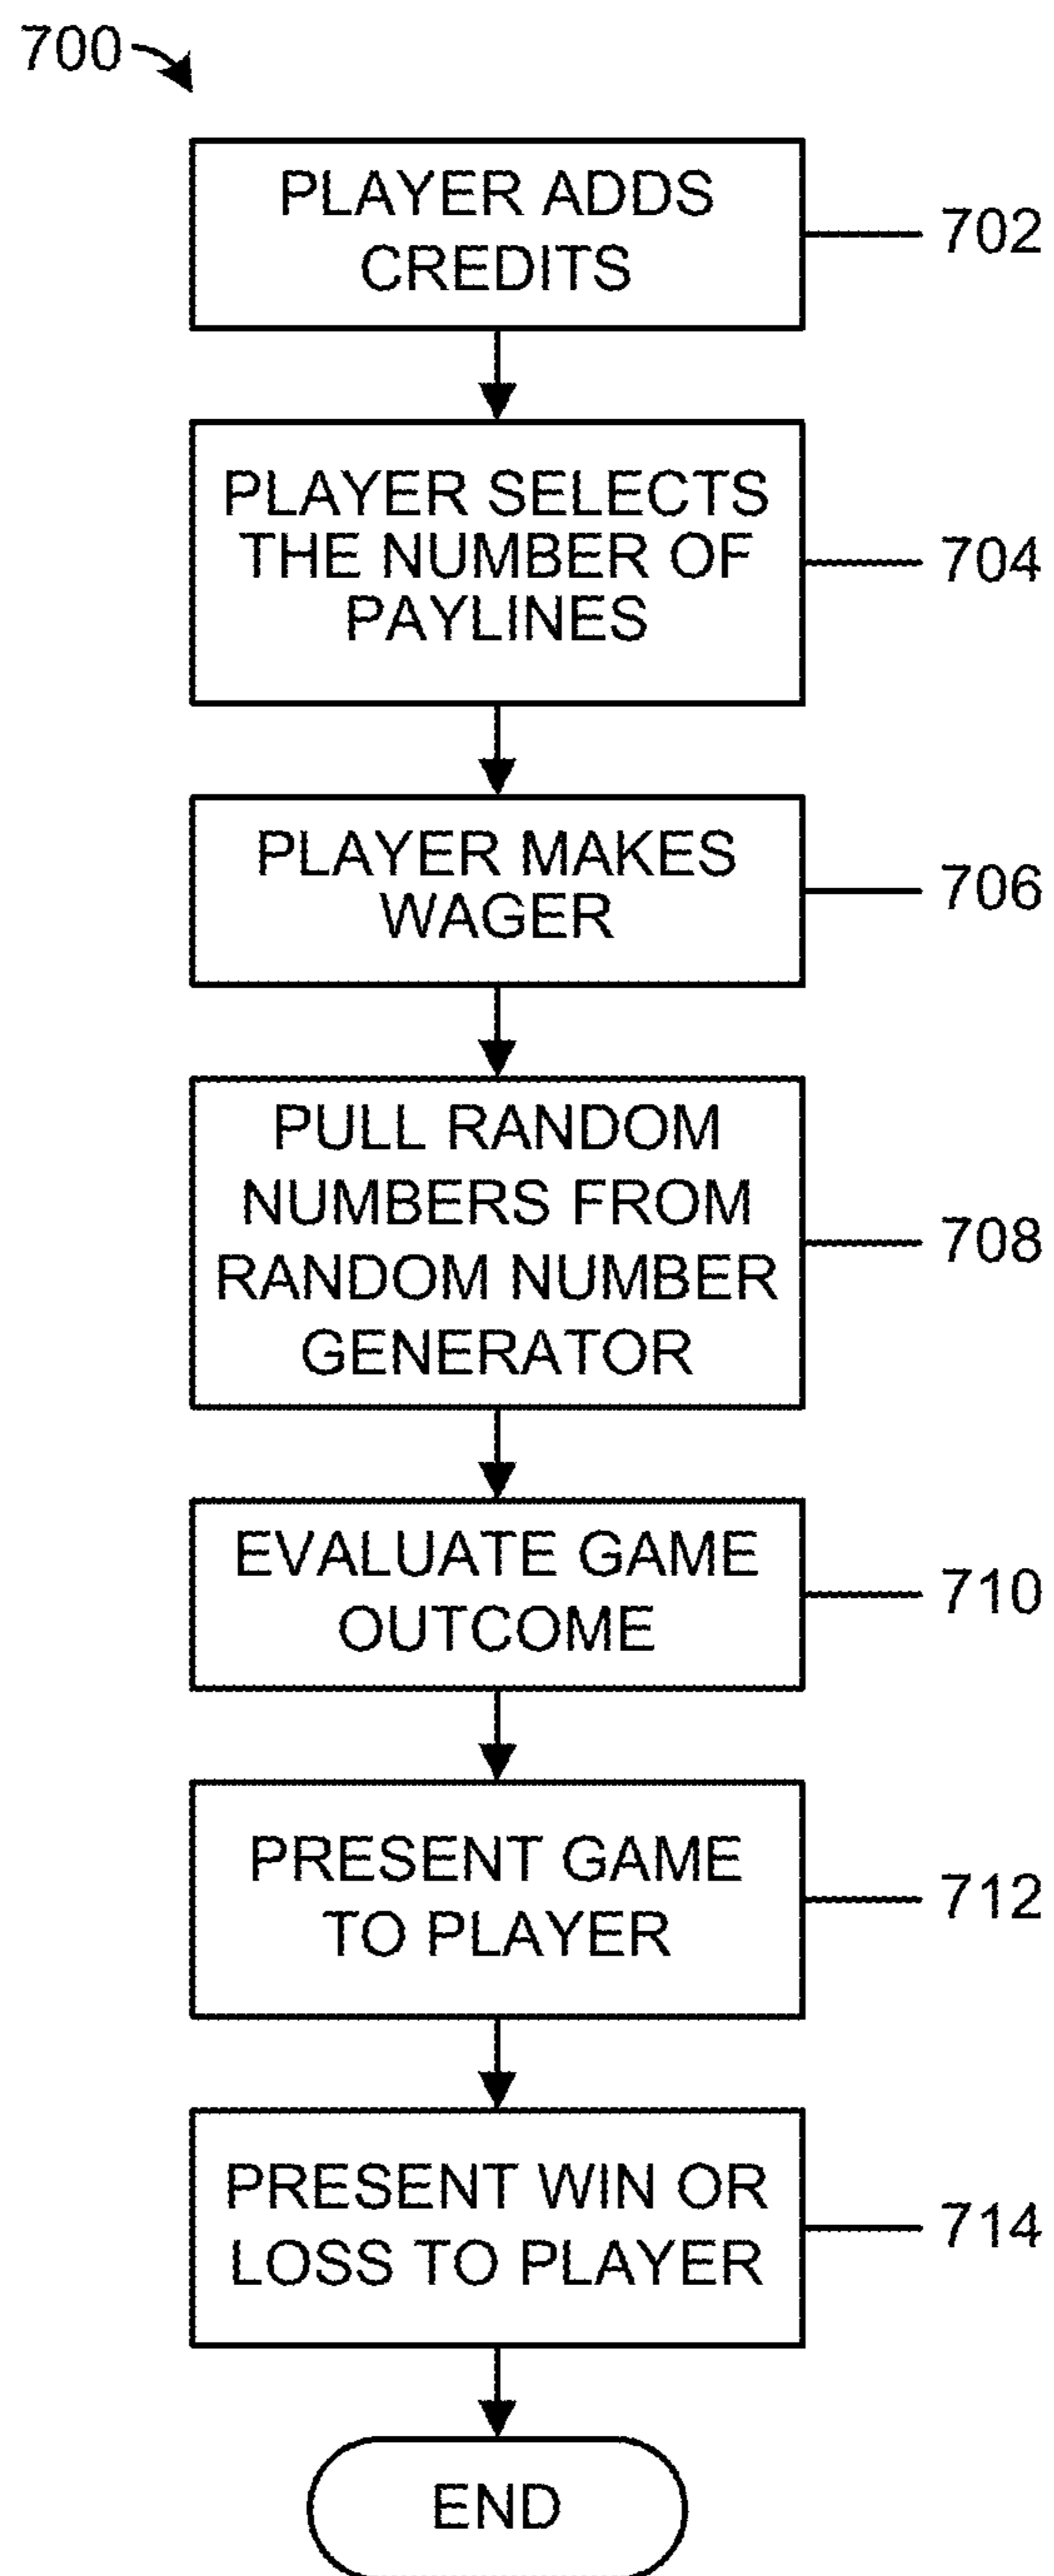 700
PLAYER ADDS
CREDITS
702
PLAYER SELECTS
THE NUMBER OF
PAYLINES
704
PLAYER MAKES
WAGER
706
PULL RANDOM
NUMBERS FROM
RANDOM NUMBER
GENERATOR
708
EVALUATE GAME
OUTCOME
710
PRESENT GAME
TO PLAYER
712
PRESENT WIN OR
LOSS TO PLAYER
714
END